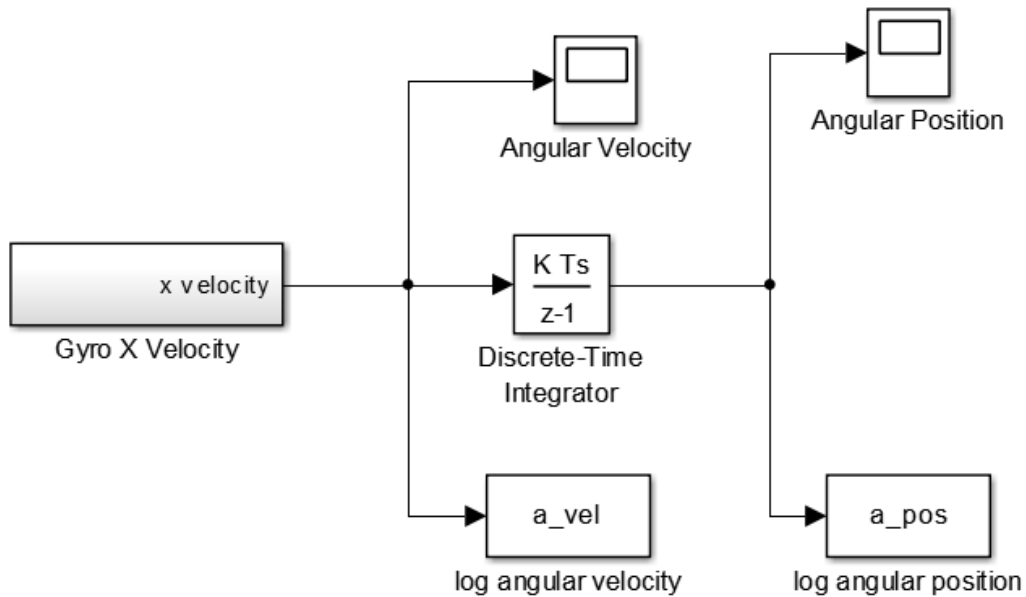 Angular Velocity
Angular Position
x velocity
Gyro X Velocity
K Ts
z-1
Discrete-Time
Integrator
a_vel
log angular velocity
a_pos
log angular position